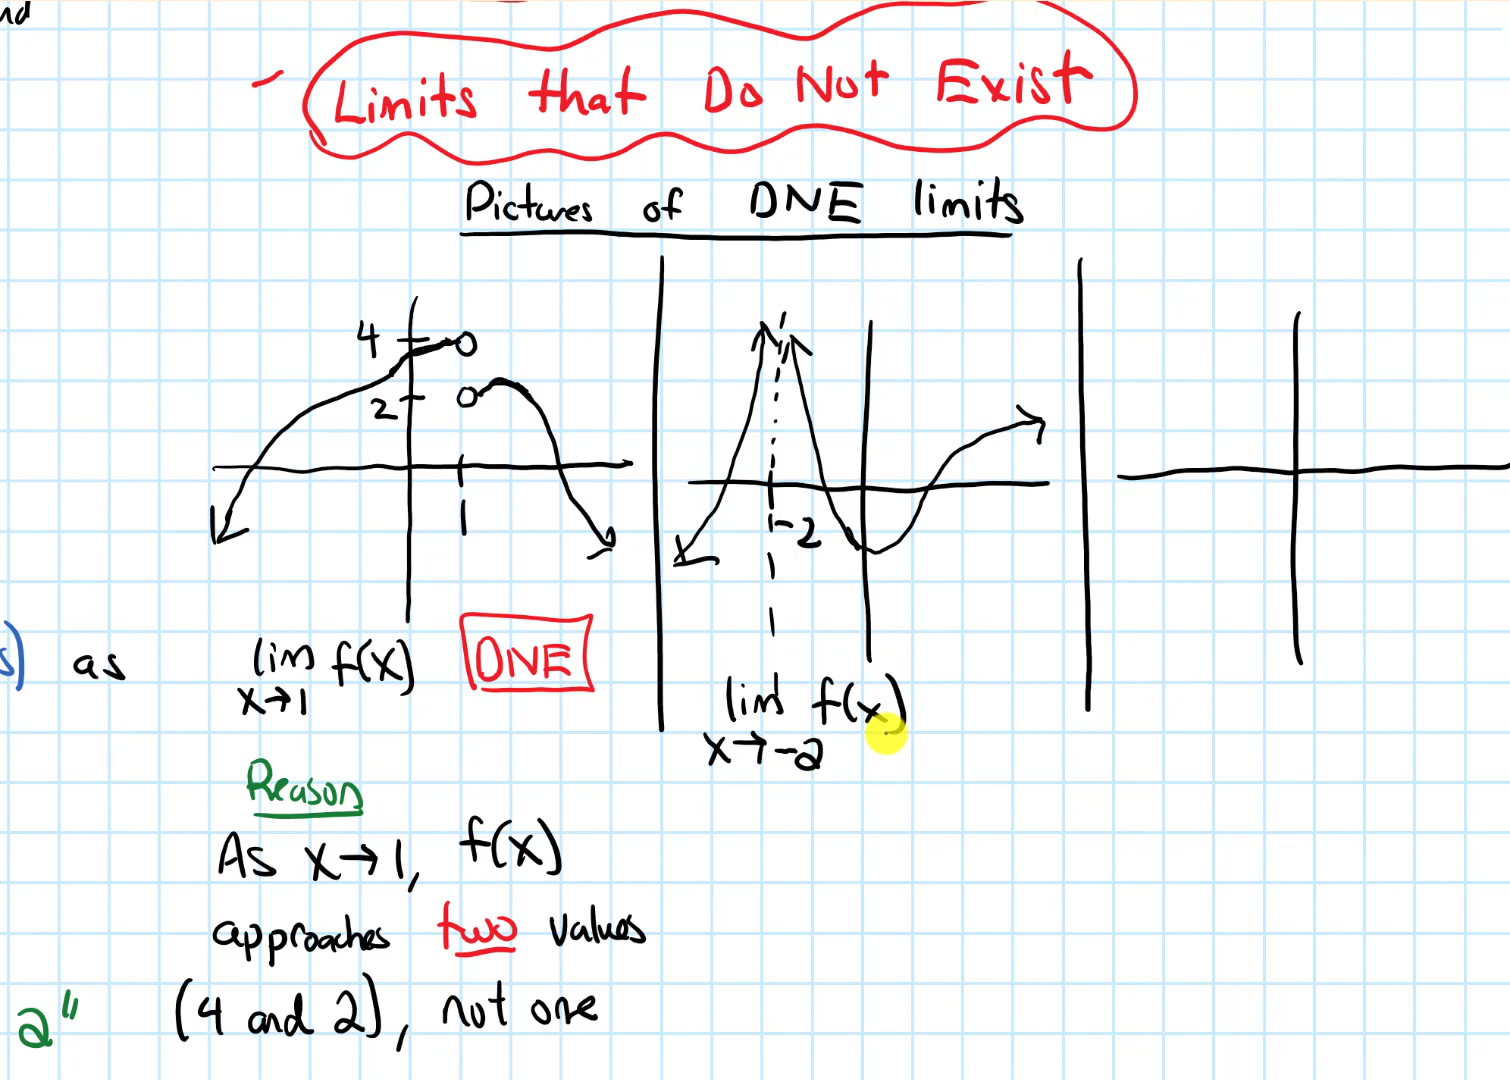 nd
Limits that Do Not Exist
Pictures of DNE limits
4
2
1
-2
s) as
lim f(x) DNE
x→1
lim f(x)
x→-2
Reason
As x→1, f(x)
approaches two values
(4 and 2), not one
a"